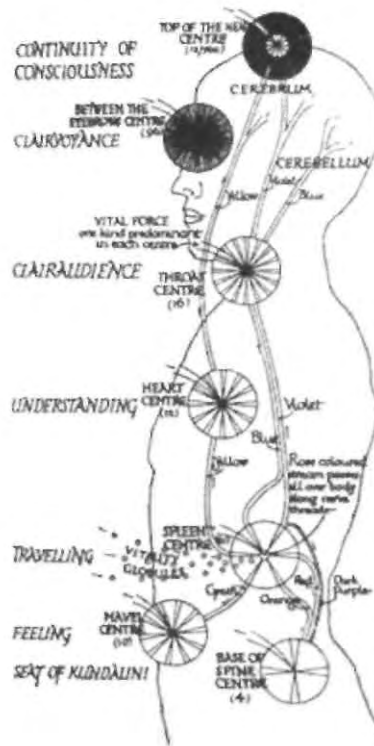 CONTINUITY OF
CONSCIOUSNESS
TOP OF THE HEAD
CENTRE
CEREBRUM
BETWEEN THE
EYEBROWS CENTRE
CLAIRVOYANCE
CEREBELLUM
Yellow
Violet
Blue
VITAL FORCE
one kind predominant
in each centre
CLAIRAUDIENCE
THROAT
CENTRE
(16)
UNDERSTANDING
HEART
CENTRE
(12)
Violet
Blue
Yellow
Rose coloured
stream passes
all over body
along nerve
threads
SPLEEN
CENTRE
TRAVELLING
VITALITY
GLOBULES
Green
Red
Orange
Dark
Purple
FEELING
NAVEL
CENTRE
(10)
SEAT OF KUNDALINI
BASE OF
SPINE
CENTRE
(4)